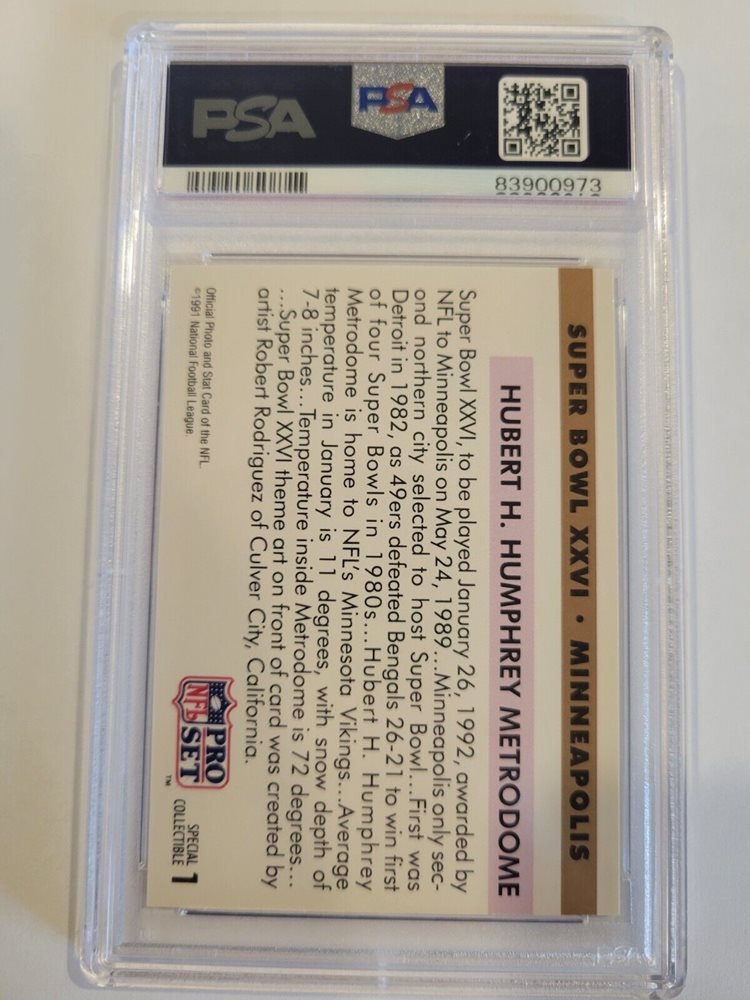 PSA
PSA
83900973
SUPER BOWL XXVI • MINNEAPOLIS
HUBERT H. HUMPHREY METRODOME
Super Bowl XXVI, to be played January 26, 1992, awarded by
NFL to Minneapolis on May 24, 1989...Minneapolis only sec-
ond northern city selected to host Super Bowl...First was
Detroit in 1982, as 49ers defeated Bengals 26-21 to win first
of four Super Bowls in 1980s...Hubert H. Humphrey
Metrodome is home to NFL's Minnesota Vikings...Average
temperature in January is 11 degrees, with snow depth of
7-8 inches...Temperature inside Metrodome is 72 degrees...
...Super Bowl XXVI theme art on front of card was created by
artist Robert Rodriguez of Culver City, California.
Official Photo and Stat Card of the NFL.
©1991 National Football League.
NFL PRO SET ™
SPECIAL
COLLECTIBLE 1